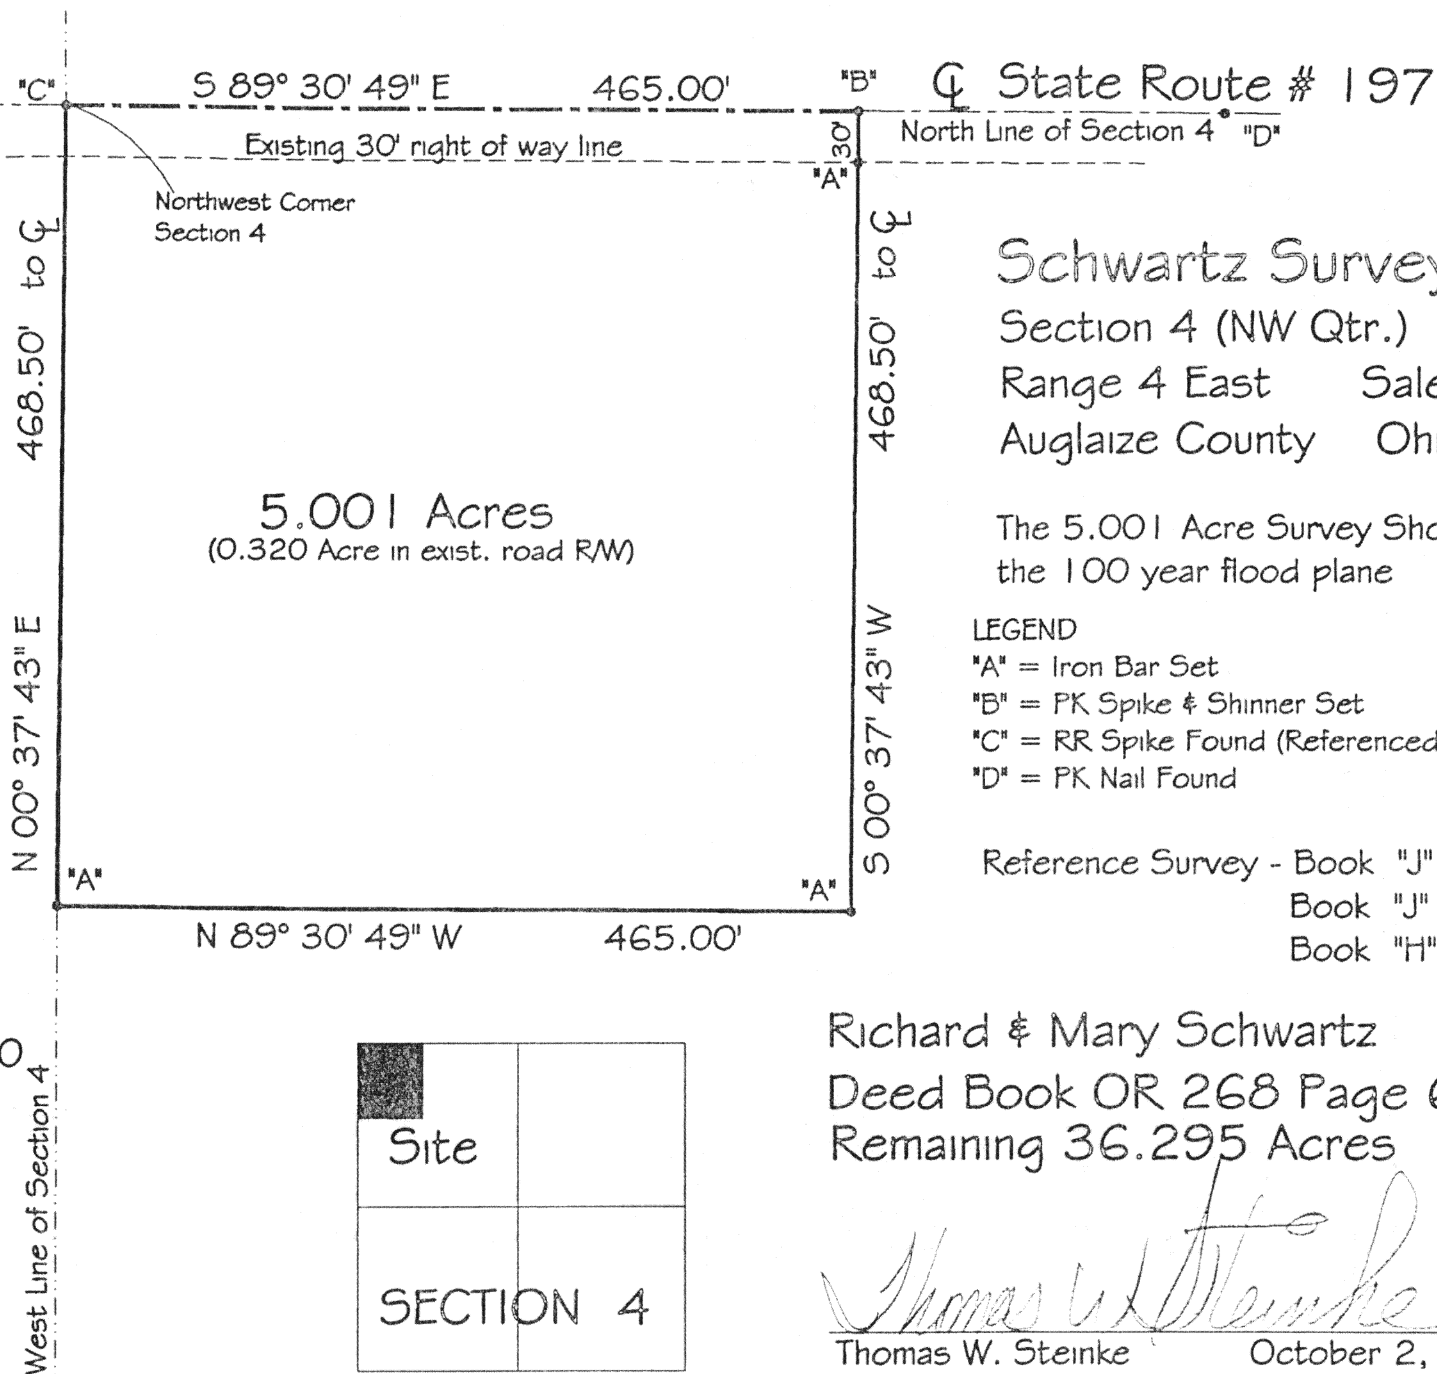 "C" S 89° 30' 49" E 465.00' "B" ℄ State Route # 197
North Line of Section 4 "D"
Existing 30' right of way line
30'
"A"
Northwest Corner
Section 4
468.50' to ℄
N 00° 37' 43" E
468.50' to ℄
S 00° 37' 43" W
5.001 Acres
(0.320 Acre in exist. road R/W)
"A"
"A"
N 89° 30' 49" W 465.00'
Schwartz Survey
Section 4 (NW Qtr.)
Range 4 East
Auglaize County
The 5.001 Acre Survey
the 100 year flood plane
LEGEND
"A" = Iron Bar Set
"B" = PK Spike & Shinner Set
"C" = RR Spike Found (Referenced
"D" = PK Nail Found
Reference Survey - Book "J"
Book "J"
Book "H"
West Line of Section 4
Site
SECTION 4
Richard & Mary Schwartz
Deed Book OR 268 Page
Remaining 36.295 Acres
Thomas W Steinke
Thomas W. Steinke October 2,